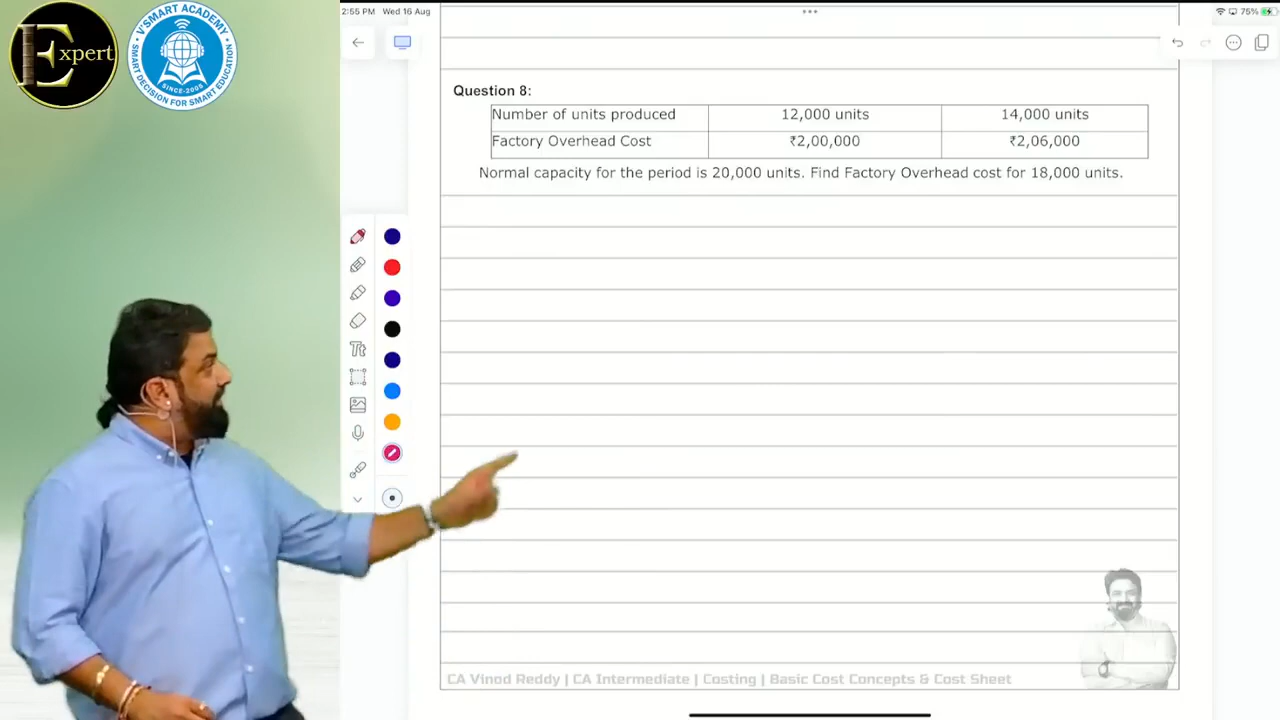 Expert
V'SMART ACADEMY
SMART DECISION FOR SMART EDUCATION
SINCE-2005
2:55 PM Wed 16 Aug
75%
Question 8:
Number of units produced 12,000 units 14,000 units
Factory Overhead Cost ₹2,00,000 ₹2,06,000
Normal capacity for the period is 20,000 units. Find Factory Overhead cost for 18,000 units.
Tt
CA Vinod Reddy | CA Intermediate | Costing | Basic Cost Concepts & Cost Sheet